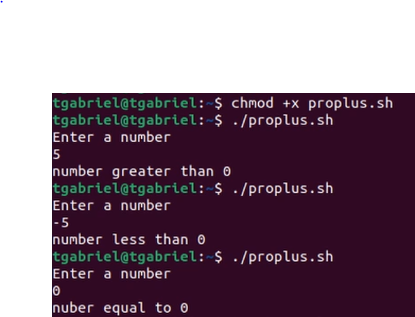 .
tgabriel@tgabriel:~$ chmod +x proplus.sh
tgabriel@tgabriel:~$ ./proplus.sh
Enter a number
5
number greater than 0
tgabriel@tgabriel:~$ ./proplus.sh
Enter a number
-5
number less than 0
tgabriel@tgabriel:~$ ./proplus.sh
Enter a number
0
nuber equal to 0